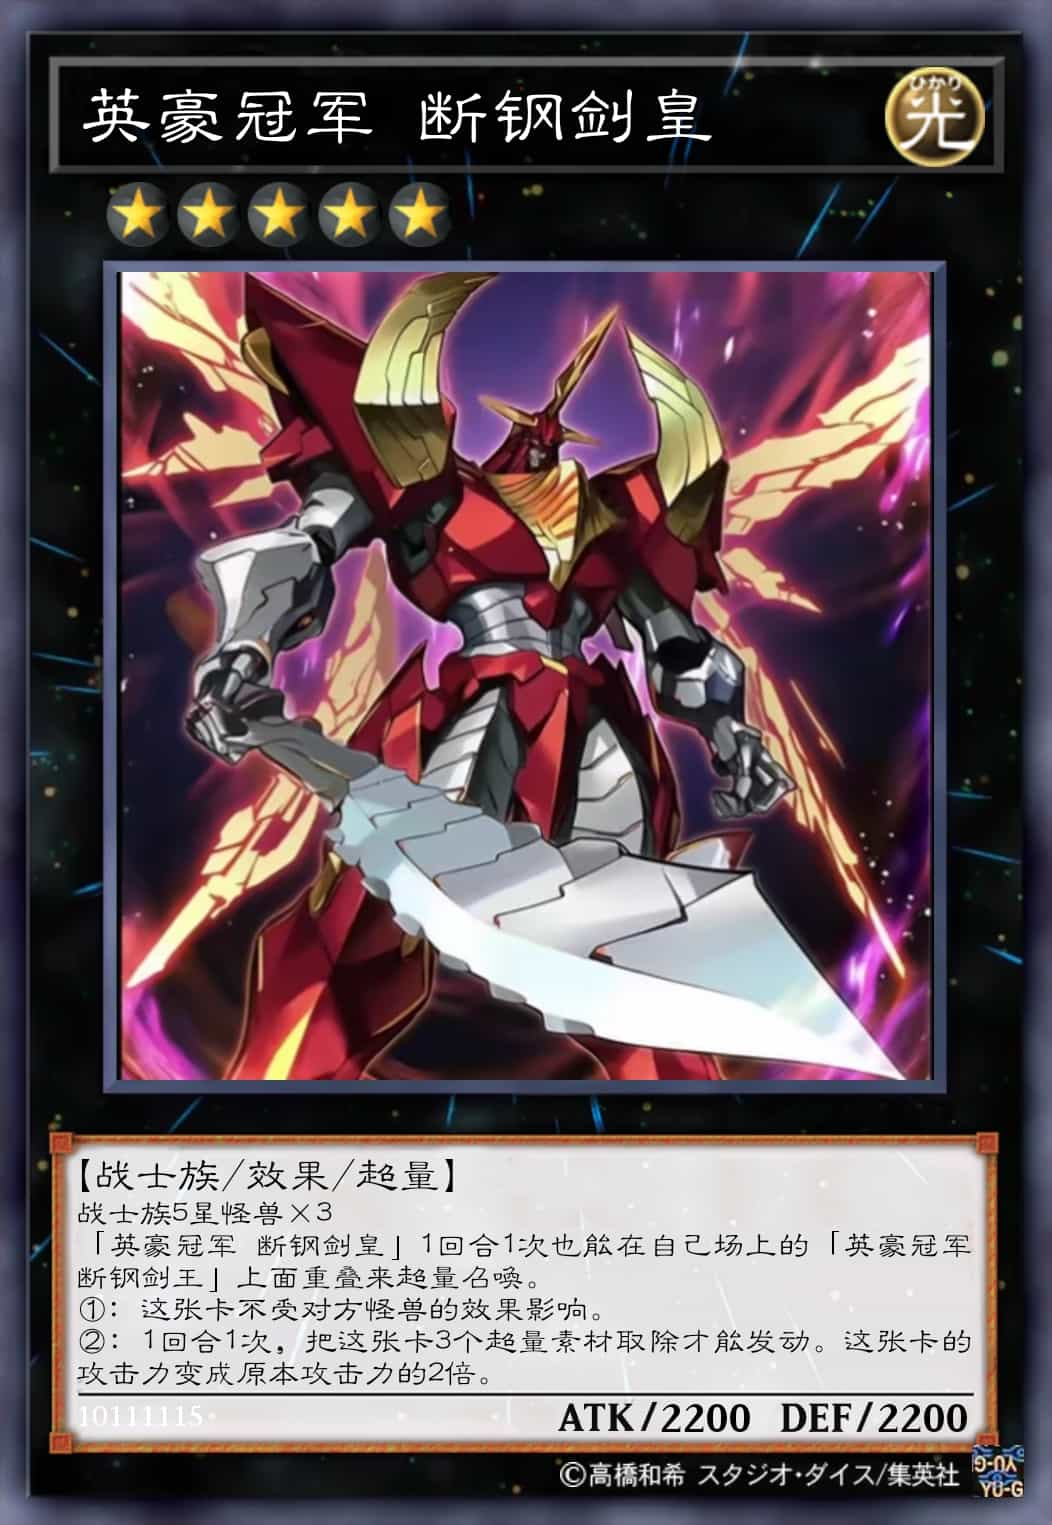 英豪冠军 断钢剑皇
ひかり
光
【战士族/效果/超量】
战士族5星怪兽×3
「英豪冠军 断钢剑皇」1回合1次也能在自己场上的「英豪冠军
断钢剑王」上面重叠来超量召唤。
①：这张卡不受对方怪兽的效果影响。
②：1回合1次，把这张卡3个超量素材取除才能发动。这张卡的
攻击力变成原本攻击力的2倍。
10111115
ATK/2200 DEF/2200
©高橋和希 スタジオ・ダイス/集英社
YU-G
YU-G